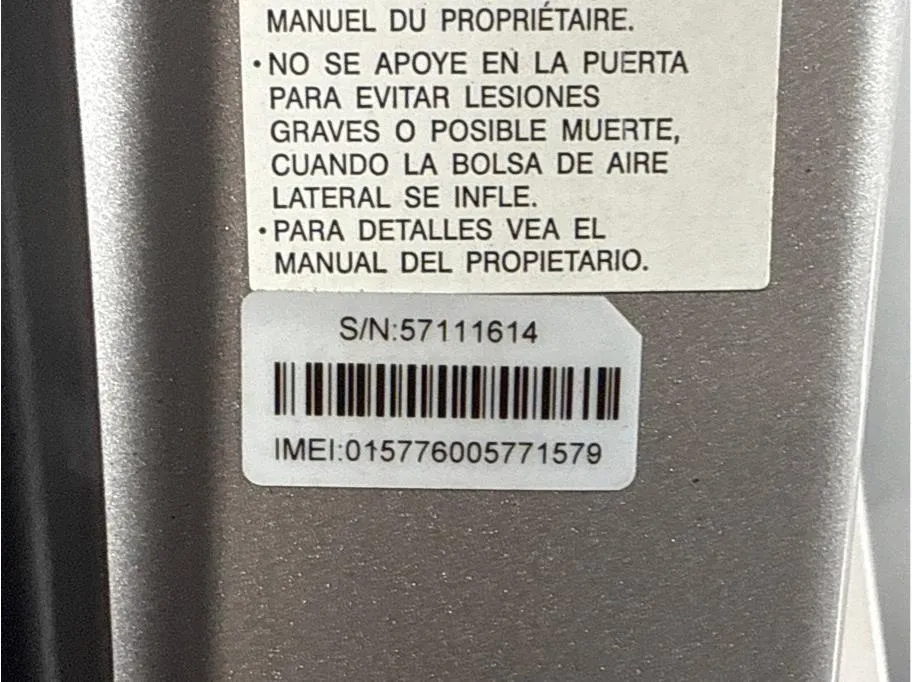 MANUEL DU PROPRIÉTAIRE.
•NO SE APOYE EN LA PUERTA
PARA EVITAR LESIONES
GRAVES O POSIBLE MUERTE,
CUANDO LA BOLSA DE AIRE
LATERAL SE INFLE.
•PARA DETALLES VEA EL
MANUAL DEL PROPIETARIO.
S/N:57111614
IMEI:015776005771579